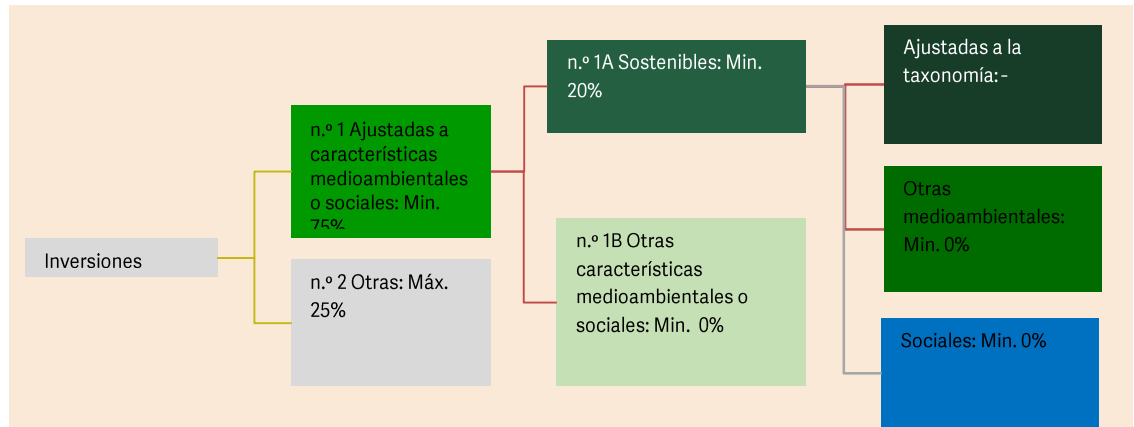 Inversiones
n.º 1 Ajustadas a
características
medioambientales
o sociales: Min.
75%
n.º 2 Otras: Máx.
25%
n.º 1A Sostenibles: Min.
20%
n.º 1B Otras
características
medioambientales o
sociales: Min.  0%
Ajustadas a la
taxonomía: -
Otras
medioambientales:
Min. 0%
Sociales: Min. 0%